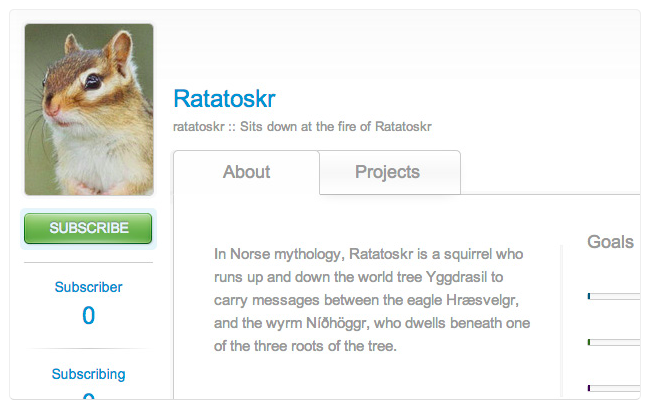 Ratatoskr
ratatoskr :: Sits down at the fire of Ratatoskr
About
Projects
SUBSCRIBE
Subscriber
0
Subscribing
In Norse mythology, Ratatoskr is a squirrel who
runs up and down the world tree Yggdrasil to
carry messages between the eagle Hræsvelgr,
and the wyrm Níðhöggr, who dwells beneath one
of the three roots of the tree.
Goals